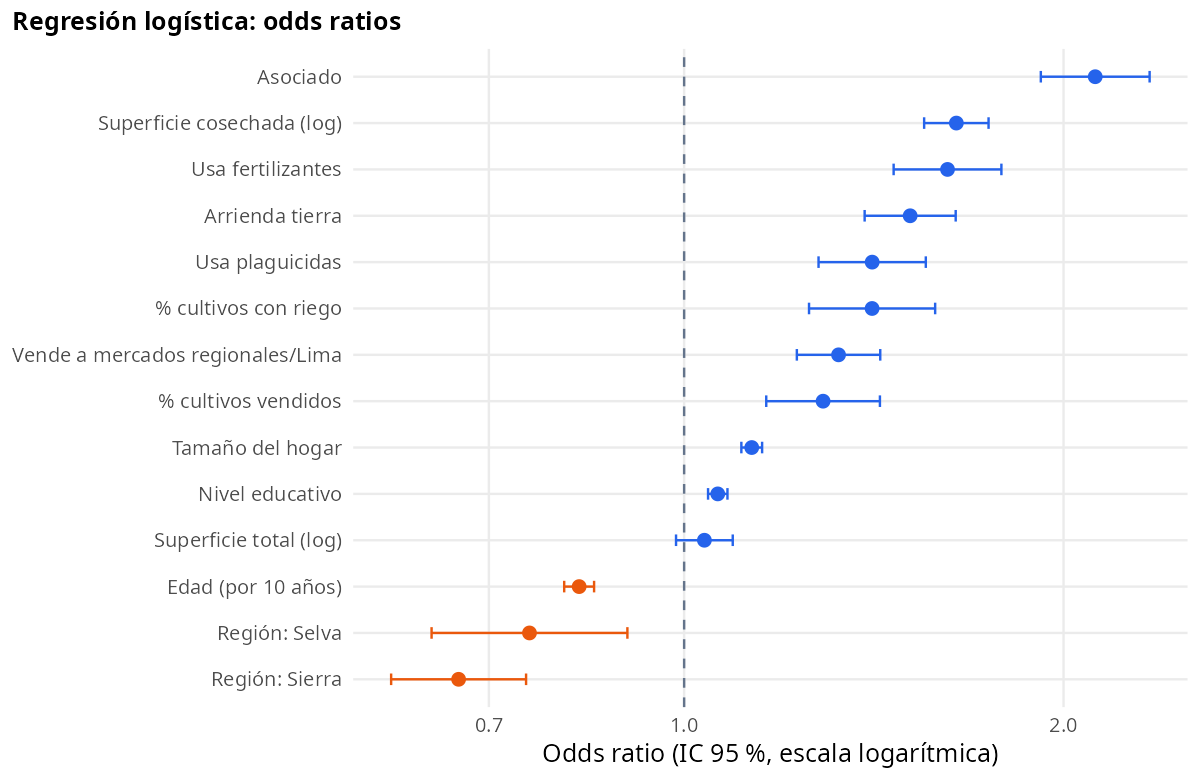 Regresión logística: odds ratios
Asociado
Superficie cosechada (log)
Usa fertilizantes
Arrienda tierra
Usa plaguicidas
% cultivos con riego
Vende a mercados regionales/Lima
% cultivos vendidos
Tamaño del hogar
Nivel educativo
Superficie total (log)
Edad (por 10 años)
Región: Selva
Región: Sierra
0.7 1.0 2.0
Odds ratio (IC 95 %, escala logarítmica)